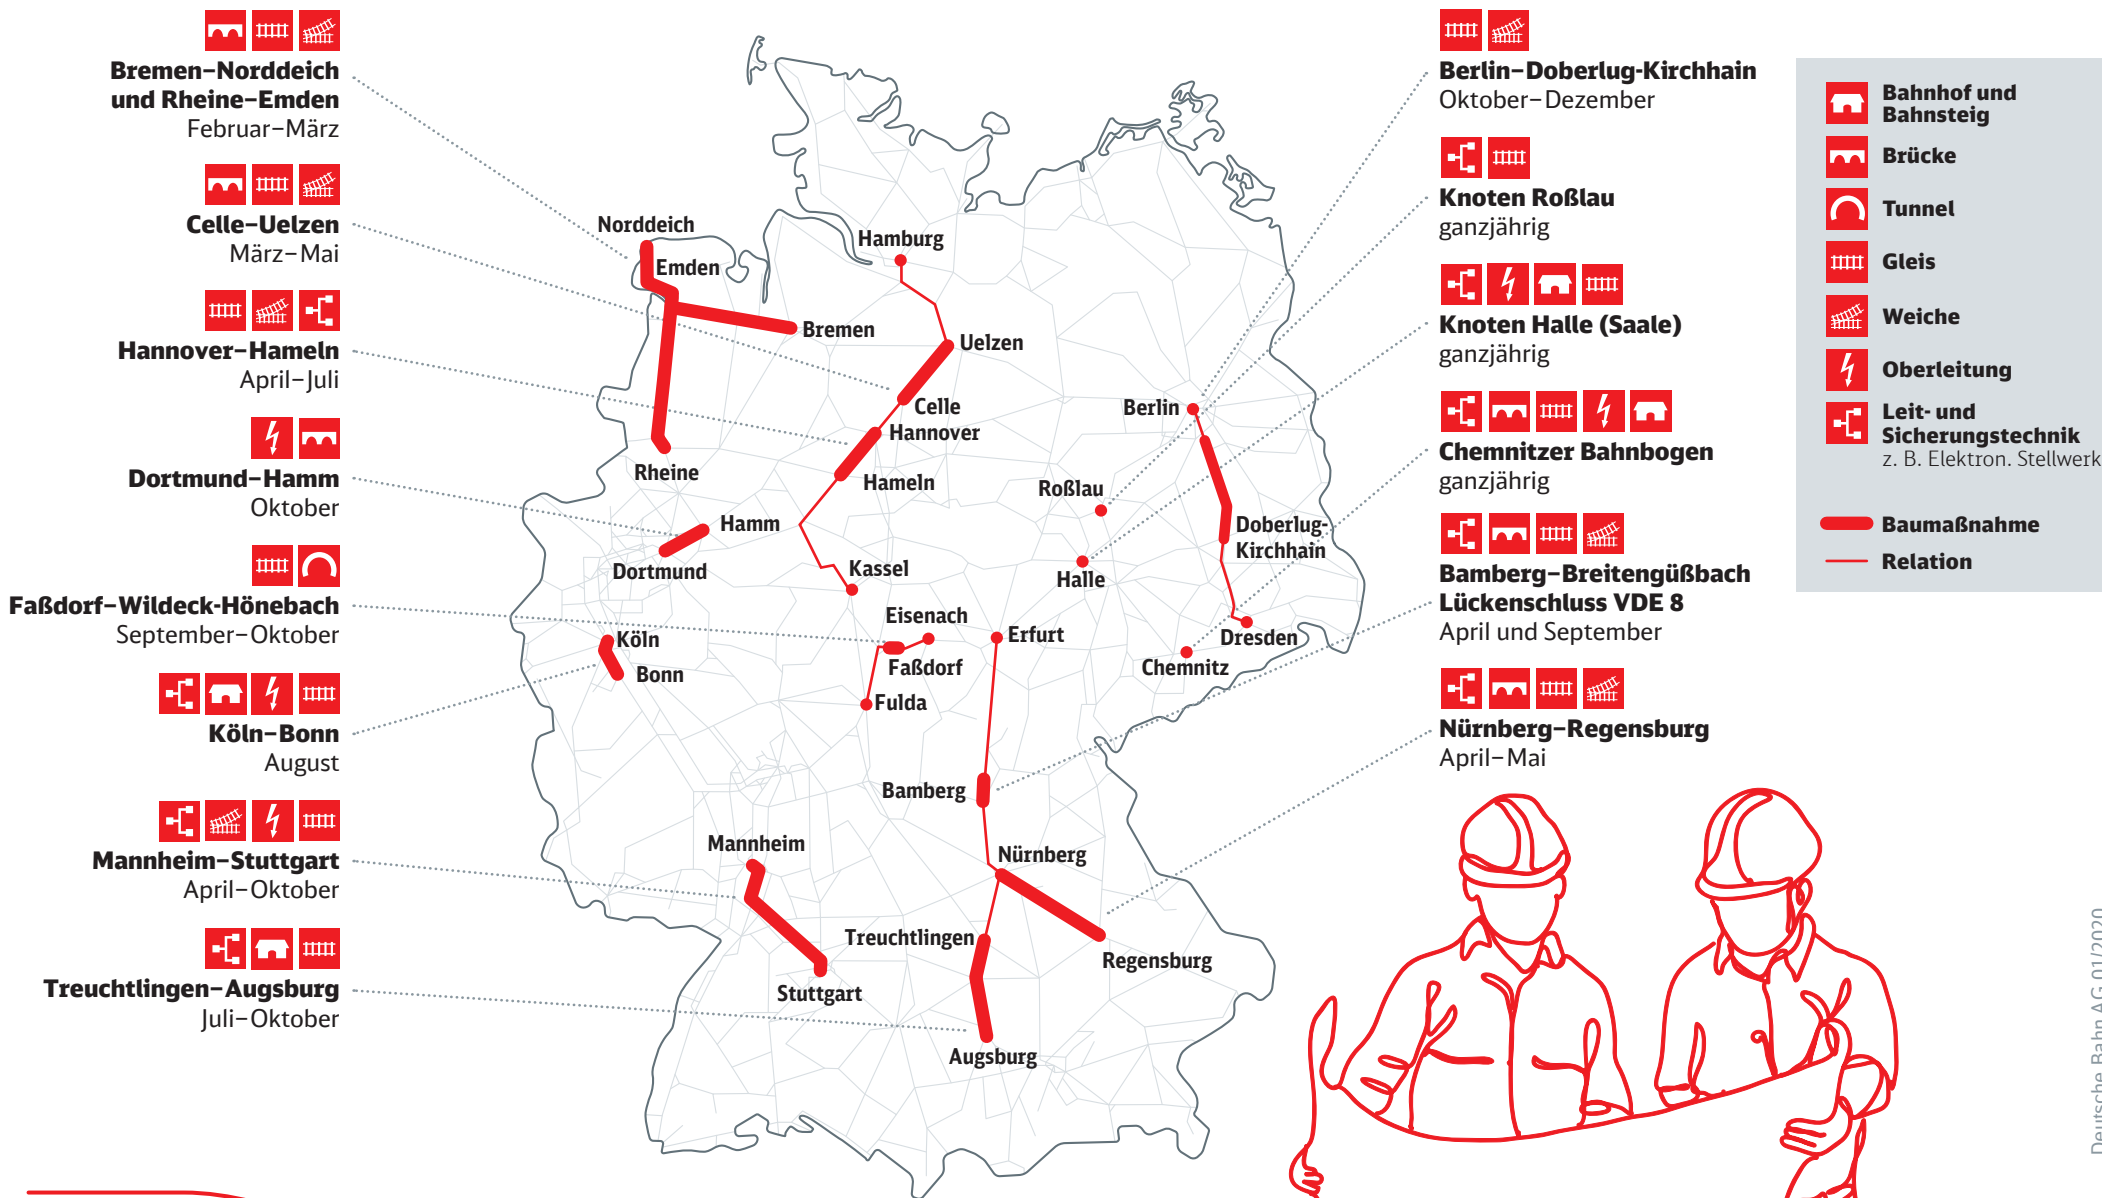 Bremen–Norddeich
und Rheine–Emden
Februar–März
Celle–Uelzen
März–Mai
Hannover–Hameln
April–Juli
Dortmund–Hamm
Oktober
Faßdorf–Wildeck-Hönebach
September–Oktober
Köln–Bonn
August
Mannheim–Stuttgart
April–Oktober
Treuchtlingen–Augsburg
Juli–Oktober
Norddeich
Emden
Hamburg
Bremen
Uelzen
Celle
Hannover
Hameln
Rheine
Hamm
Dortmund
Kassel
Eisenach
Erfurt
Faßdorf
Fulda
Köln
Bonn
Berlin
Roßlau
Halle
Doberlug-
Kirchhain
Dresden
Chemnitz
Bamberg
Mannheim
Nürnberg
Treuchtlingen
Regensburg
Stuttgart
Augsburg
Berlin–Doberlug-Kirchhain
Oktober–Dezember
Knoten Roßlau
ganzjährig
Knoten Halle (Saale)
ganzjährig
Chemnitzer Bahnbogen
ganzjährig
Bamberg–Breitengüßbach
Lückenschluss VDE 8
April und September
Nürnberg–Regensburg
April–Mai
Bahnhof und
Bahnsteig
Brücke
Tunnel
Gleis
Weiche
Oberleitung
Leit- und
Sicherungstechnik
z. B. Elektron. Stellwerk
Baumaßnahme
Relation
Deutsche Bahn AG 01/2020